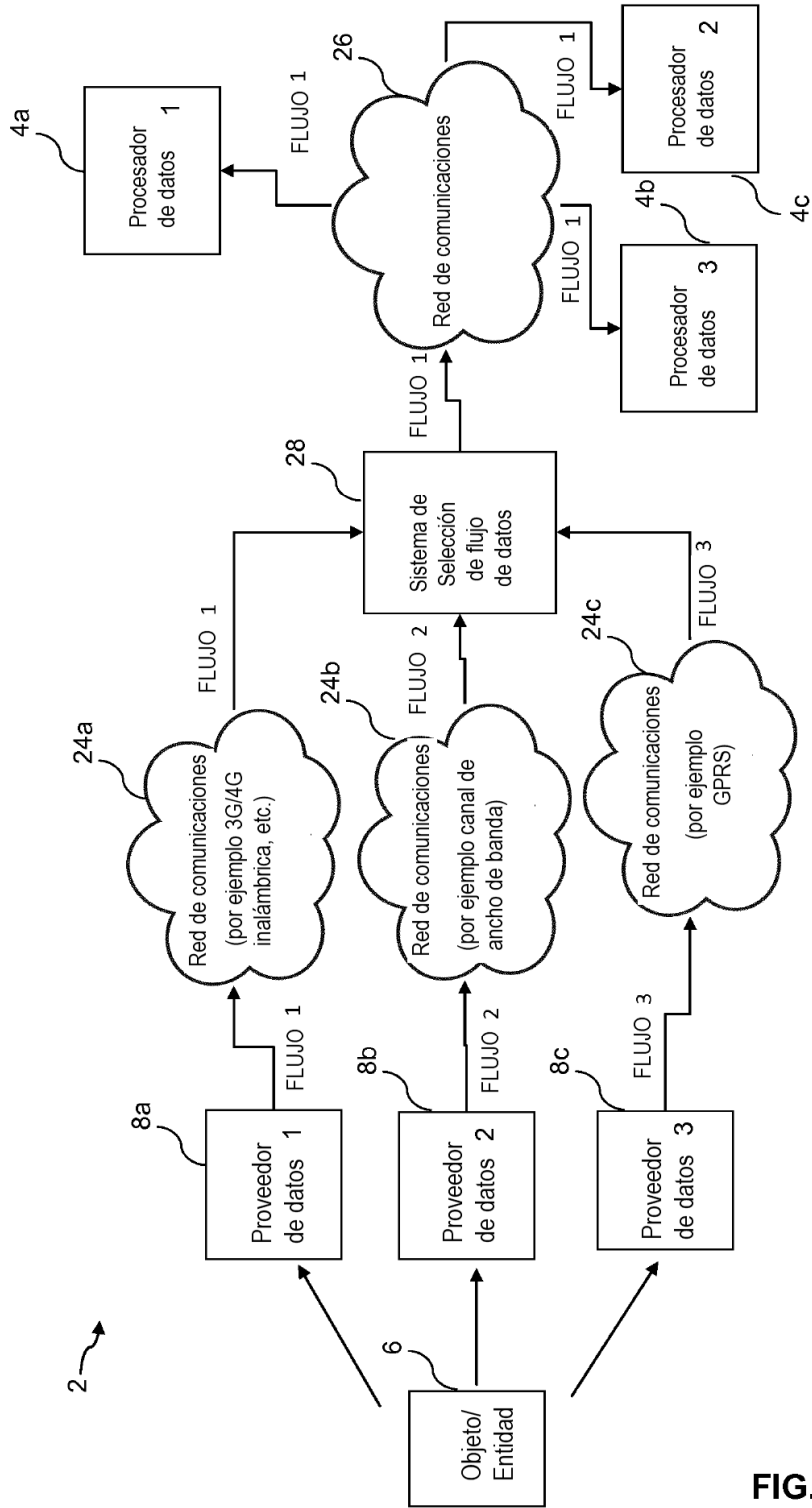 2
6
Objeto/
Entidad
8a
Proveedor
de datos 1
8b
Proveedor
de datos 2
8c
Proveedor
de datos 3
FLUJO 1
FLUJO 2
FLUJO 3
24a
Red de comunicaciones
(por ejemplo 3G/4G
inalámbrica, etc.)
24b
Red de comunicaciones
(por ejemplo canal de
ancho de banda)
24c
Red de comunicaciones
(por ejemplo
GPRS)
FLUJO 1
FLUJO 2
FLUJO 3
28
Sistema de
Selección
de flujo
de datos
FLUJO 1
26
Red de comunicaciones
FLUJO 1
FLUJO 1
FLUJO 1
4a
Procesador
de datos 1
4b
Procesador
de datos 3
4c
Procesador
de datos 2
FIG.